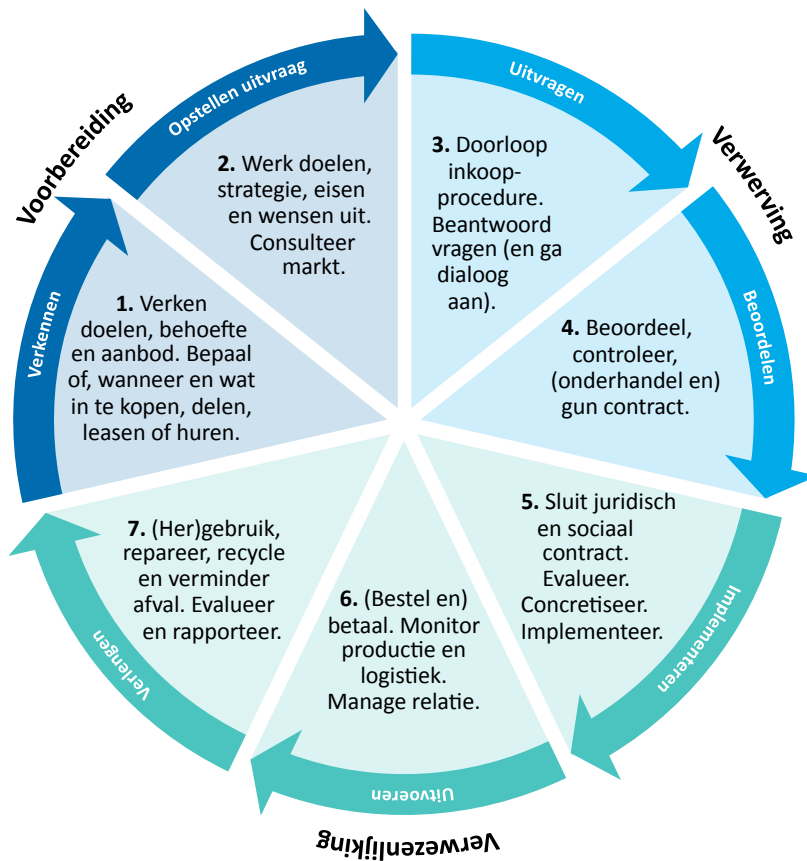 Voorbereiding
Verkennen
1. Verken
doelen, behoefte
en aanbod. Bepaal
of, wanneer en wat
in te kopen, delen,
leasen of huren.
Opstellen uitvraag
2. Werk doelen,
strategie, eisen
en wensen uit.
Consulteer
markt.
Verwerving
Uitvragen
3. Doorloop
inkoop-
procedure.
Beantwoord
vragen (en ga
dialoog
aan).
Beoordelen
4. Beoordeel,
controleer,
(onderhandel en)
gun contract.
Verwezenlijking
Implementeren
5. Sluit juridisch
en sociaal
contract.
Evalueer.
Concretiseer.
Implementeer.
Uitvoeren
6. (Bestel en)
betaal. Monitor
productie en
logistiek.
Manage relatie.
Verlengen
7. (Her)gebruik,
repareer, recycle
en verminder
afval. Evalueer
en rapporteer.